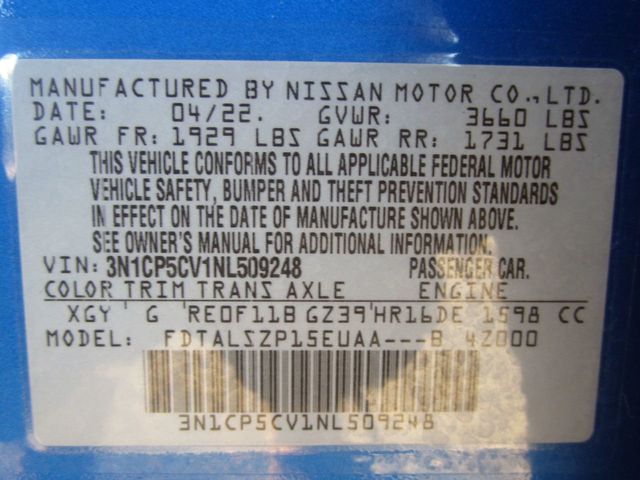 MANUFACTURED BY NISSAN MOTOR CO., LTD.
DATE: 04/22. GVWR: 3660 LBS
GAWR FR: 1929 LBS GAWR RR: 1731 LBS
THIS VEHICLE CONFORMS TO ALL APPLICABLE FEDERAL MOTOR
VEHICLE SAFETY, BUMPER AND THEFT PREVENTION STANDARDS
IN EFFECT ON THE DATE OF MANUFACTURE SHOWN ABOVE.
SEE OWNER'S MANUAL FOR ADDITIONAL INFORMATION.
VIN: 3N1CP5CV1NL509248 PASSENGER CAR.
COLOR TRIM TRANS AXLE ENGINE
XGY G RE0F11B GZ39 HR16DE 1598 CC
MODEL: FDTALSZP15EUAA---B 4Z000
3N1CP5CV1NL509248